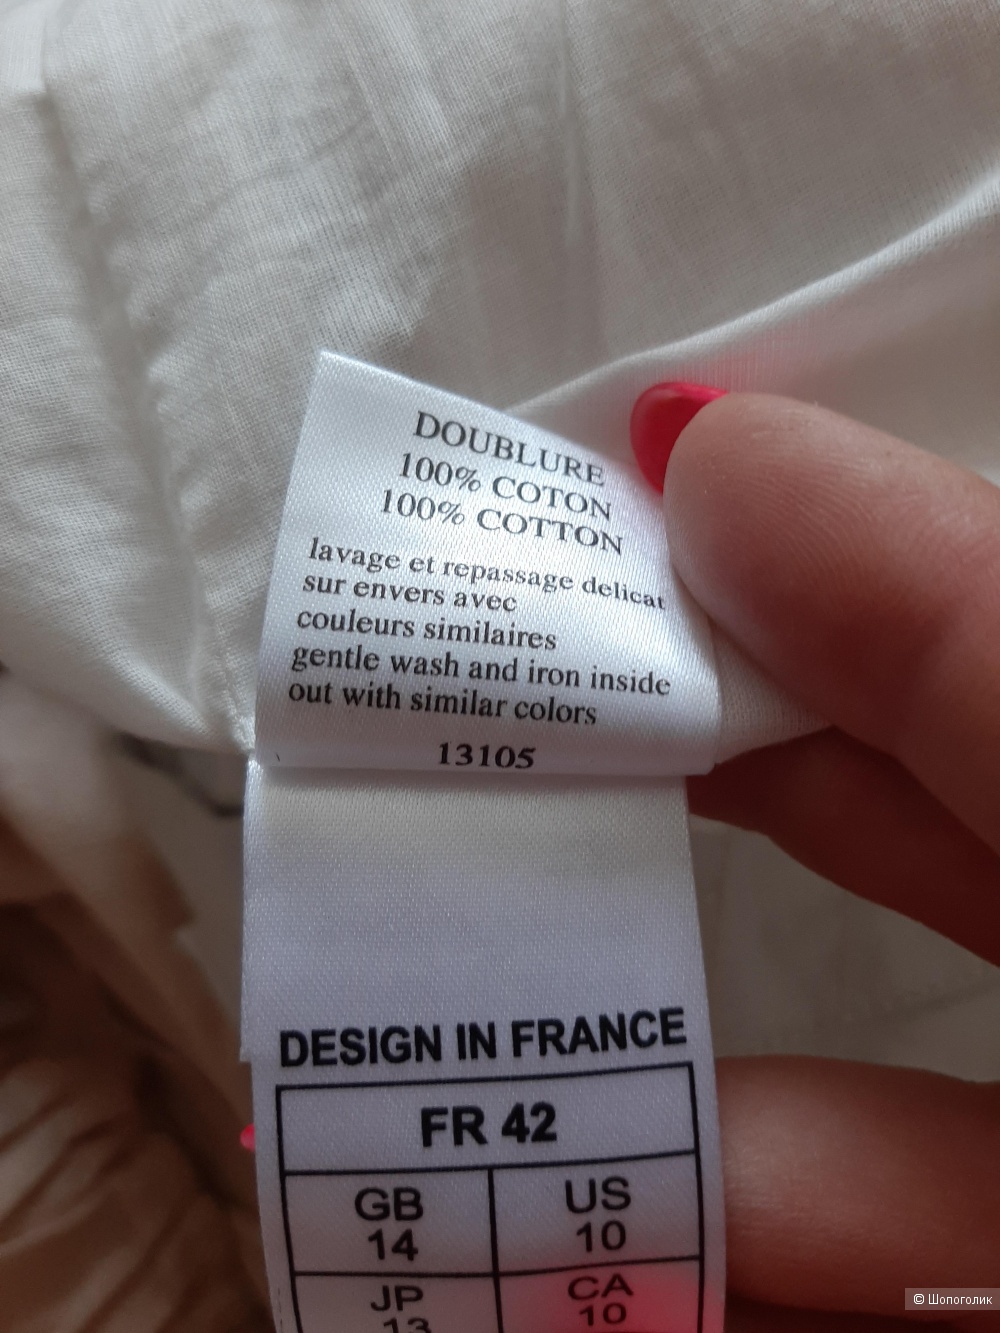 DOUBLURE
100% COTON
100% COTTON
lavage et repassage delicat
sur envers avec
couleurs similaires
gentle wash and iron inside
out with similar colors
13105
DESIGN IN FRANCE
FR 42
GB US
14 10
JP CA
13 10
© Шопоголик